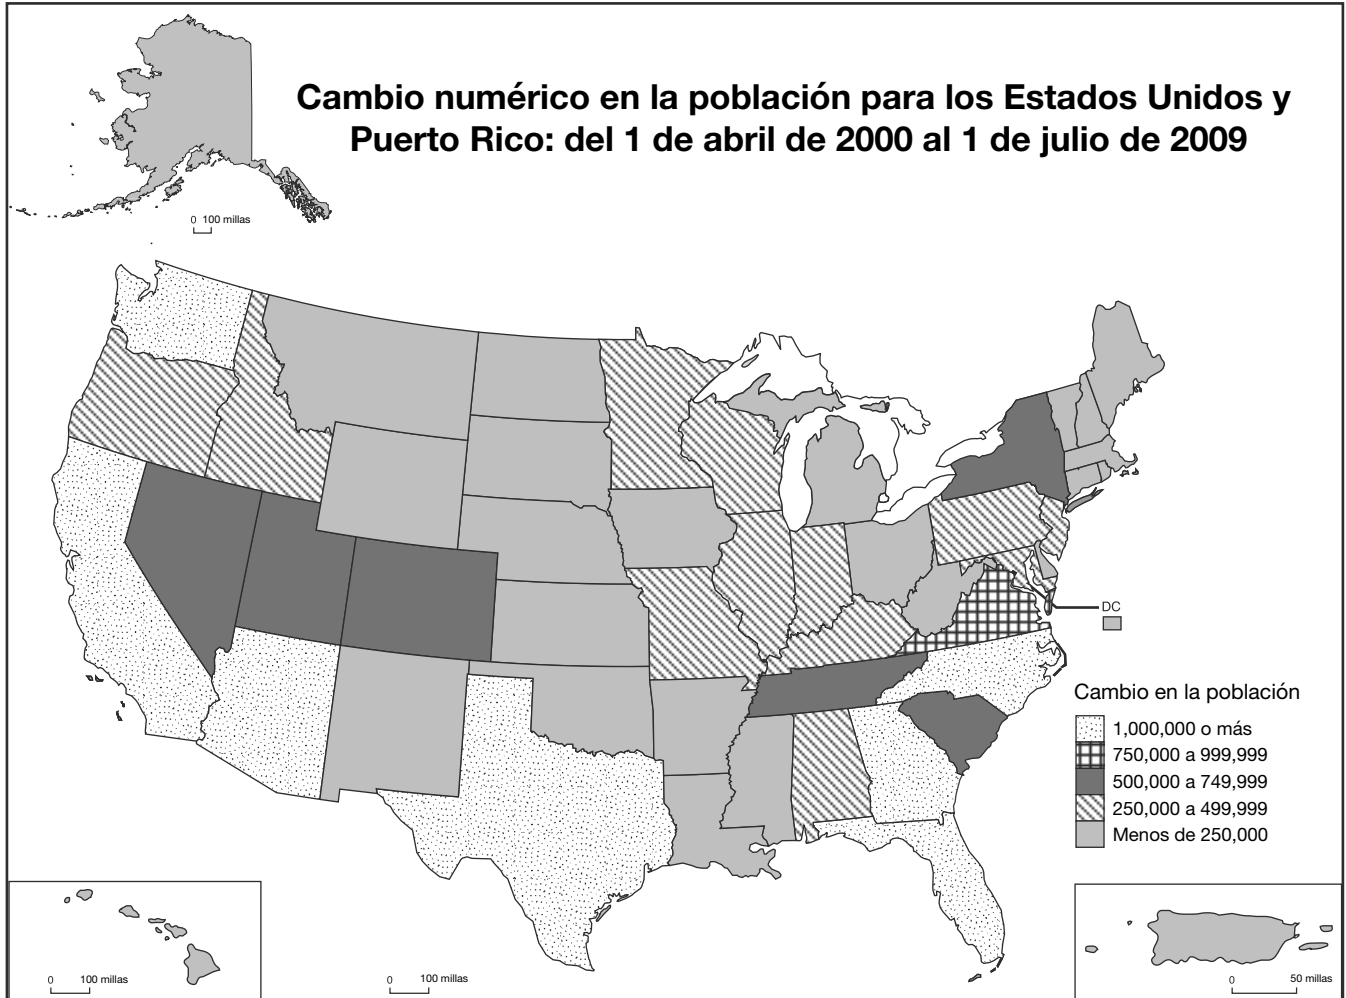 Cambio numérico en la población para los Estados Unidos y
Puerto Rico: del 1 de abril de 2000 al 1 de julio de 2009
0 100 millas
DC
Cambio en la población
1,000,000 o más
750,000 a 999,999
500,000 a 749,999
250,000 a 499,999
Menos de 250,000
0 100 millas
0 100 millas
0 50 millas